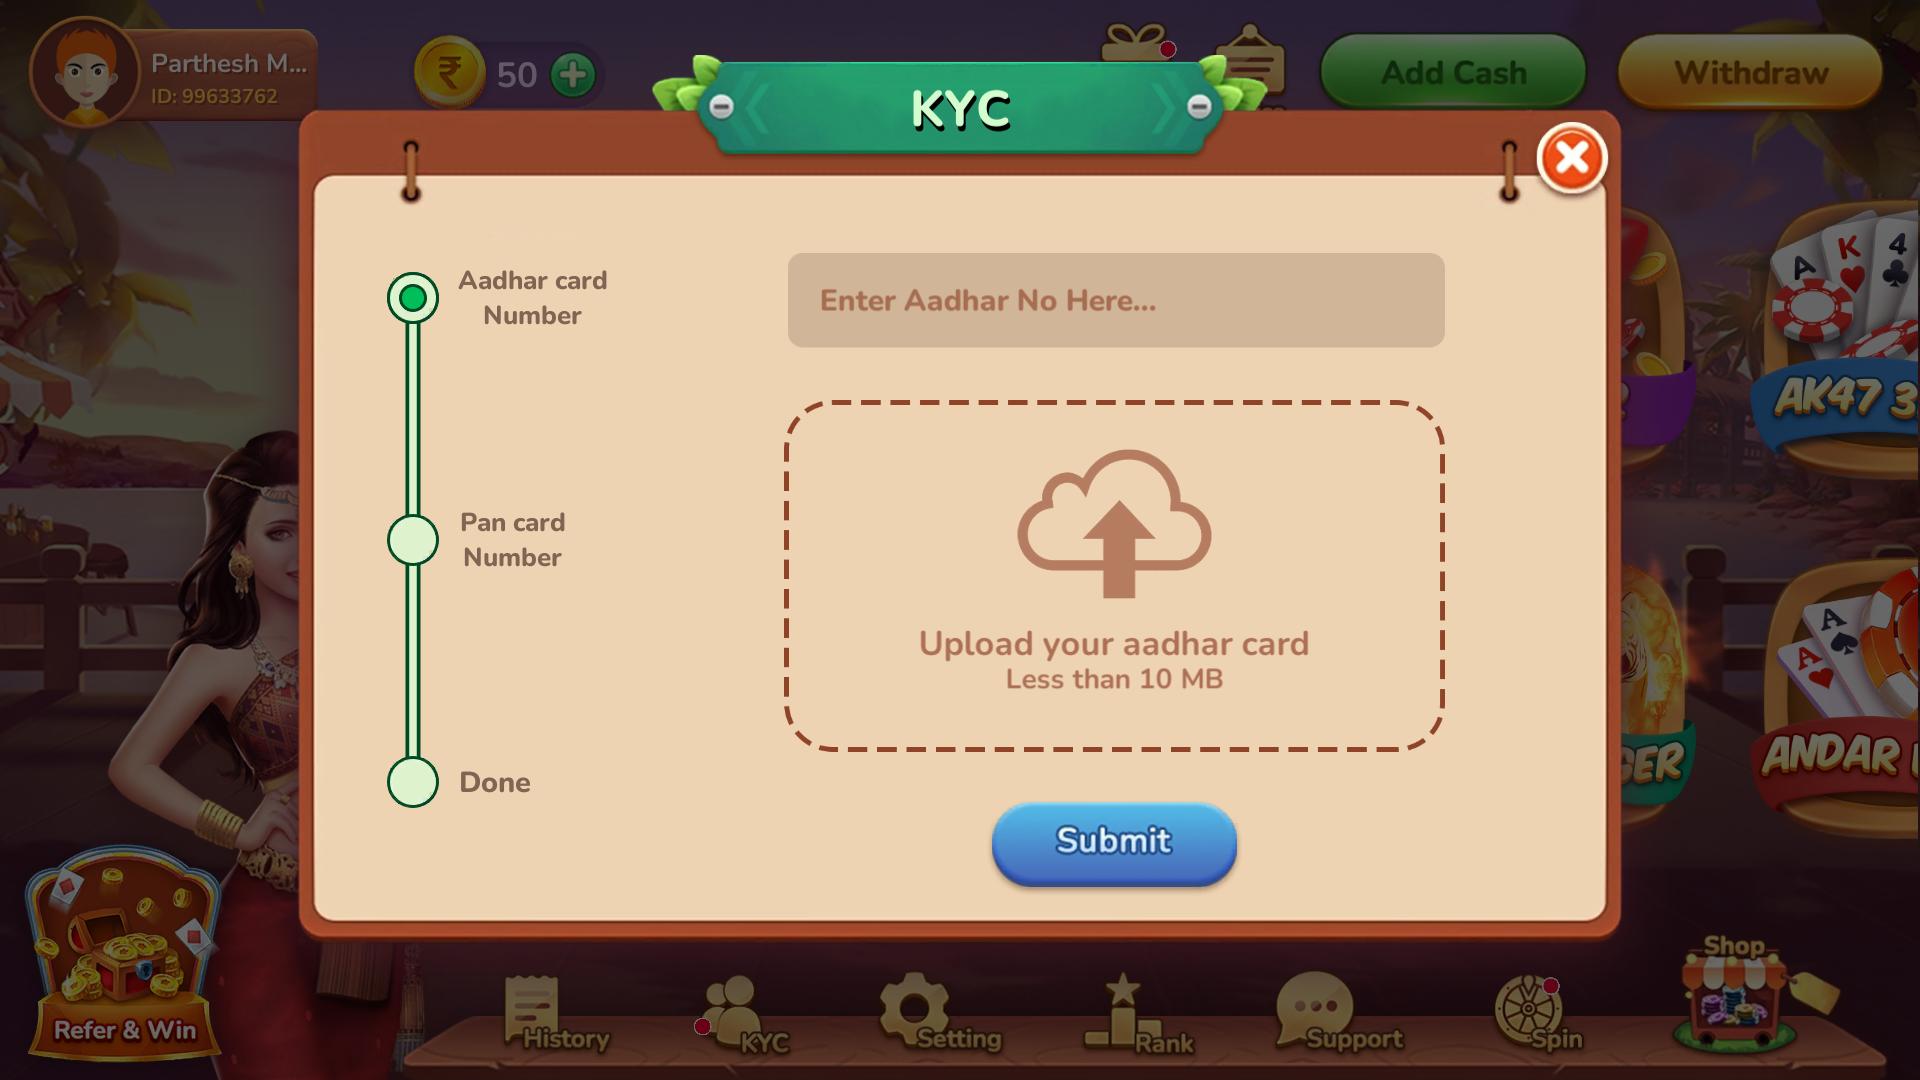 Parthesh M...
ID: 99633762
50
Add Cash
Withdraw
KYC
Aadhar card
Number
Enter Aadhar No Here...
Upload your aadhar card
Less than 10 MB
Pan card
Number
Done
Submit
A
K
4
AK47 3
A
A
ANDAR
Refer & Win
History
KYC
Setting
Rank
Support
Spin
Shop